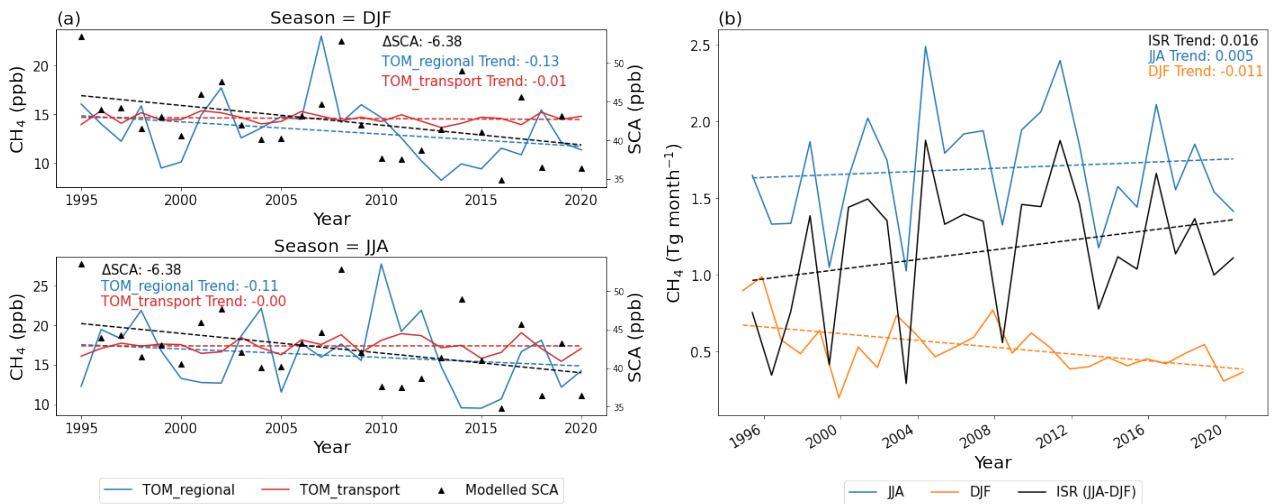 (a)
Season = DJF
ΔSCA: -6.38
TOM_regional Trend: -0.13
TOM_transport Trend: -0.01
CH₄ (ppb)
20
15
10
SCA (ppb)
50
45
40
35
1995 2000 2005 2010 2015 2020
Year
Season = JJA
ΔSCA: -6.38
TOM_regional Trend: -0.11
TOM_transport Trend: -0.00
CH₄ (ppb)
25
20
15
10
SCA (ppb)
50
45
40
35
1995 2000 2005 2010 2015 2020
Year
TOM_regional TOM_transport Modelled SCA
(b)
ISR Trend: 0.016
JJA Trend: 0.005
DJF Trend: -0.011
CH₄ (Tg month⁻¹)
2.5
2.0
1.5
1.0
0.5
1996 2000 2004 2008 2012 2016 2020
Year
JJA DJF ISR (JJA-DJF)